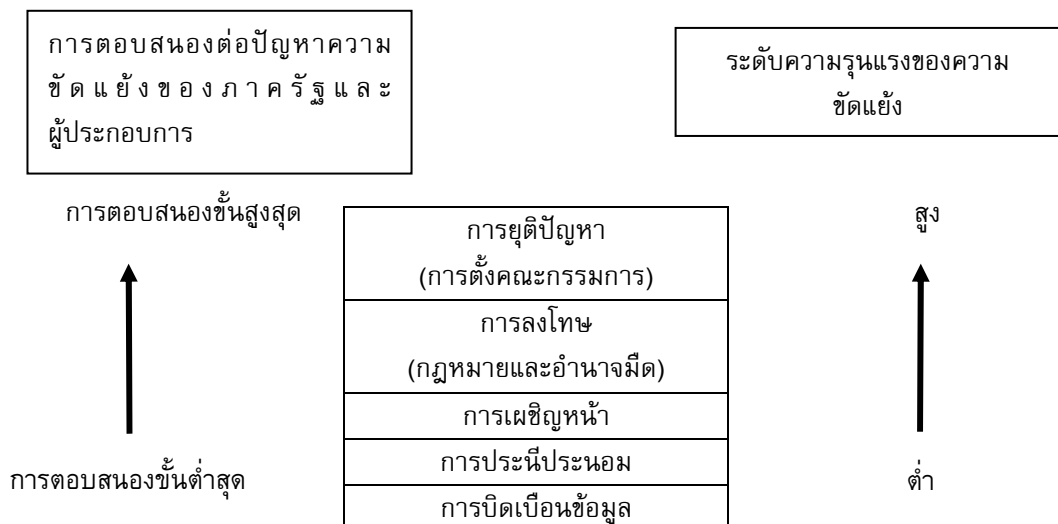 การตอบสนองต่อปัญหาความ
ขัดแย้งของภาครัฐและ
ผู้ประกอบการ
ระดับความรุนแรงของความ
ขัดแย้ง
การตอบสนองขั้นสูงสุด
สูง
การยุติปัญหา
(การตั้งคณะกรรมการ)
การลงโทษ
(กฎหมายและอำนาจมืด)
การเผชิญหน้า
การประนีประนอม
การบิดเบือนข้อมูล
การตอบสนองขั้นต่ำสุด
ต่ำ